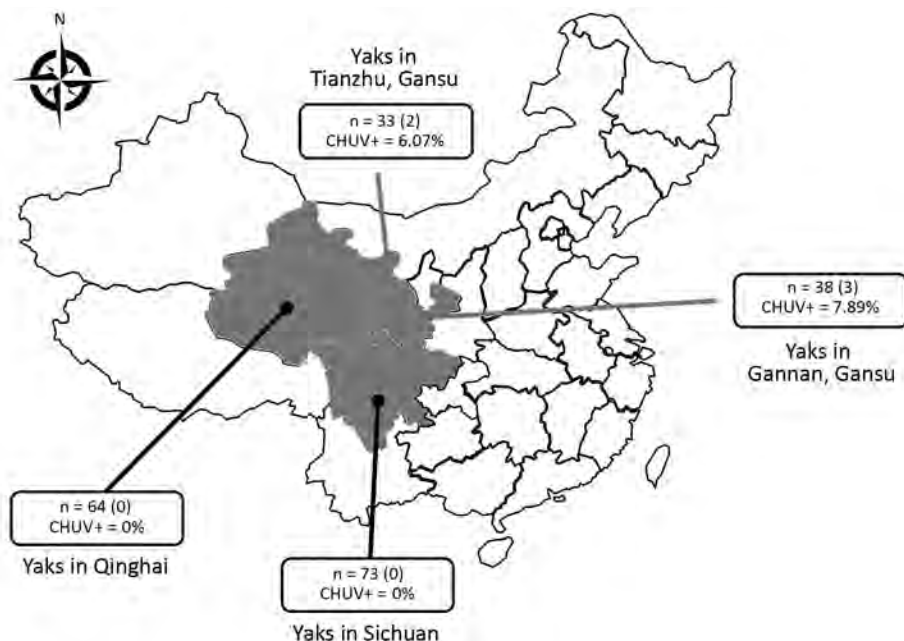 N
Yaks in
Tianzhu, Gansu
n = 33 (2)
CHUV+ = 6.07%
n = 38 (3)
CHUV+ = 7.89%
Yaks in
Gannan, Gansu
n = 64 (0)
CHUV+ = 0%
Yaks in Qinghai
n = 73 (0)
CHUV+ = 0%
Yaks in Sichuan